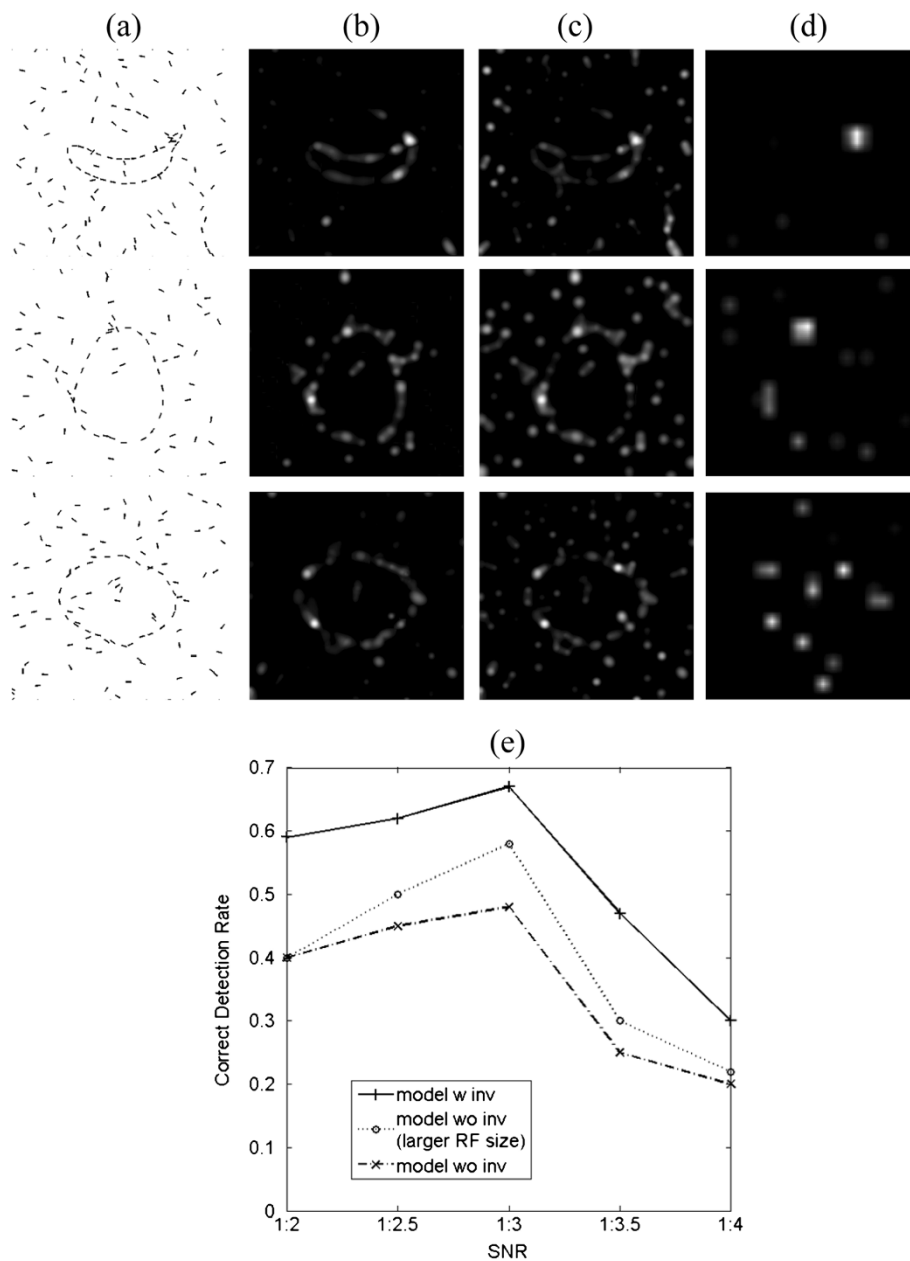 (a) (b) (c) (d)
(e)
0.7
0.6
0.5
0.4
0.3
0.2
0.1
0
Correct Detection Rate
model w inv
model wo inv
(larger RF size)
model wo inv
1:2 1:2.5 1:3 1:3.5 1:4
SNR